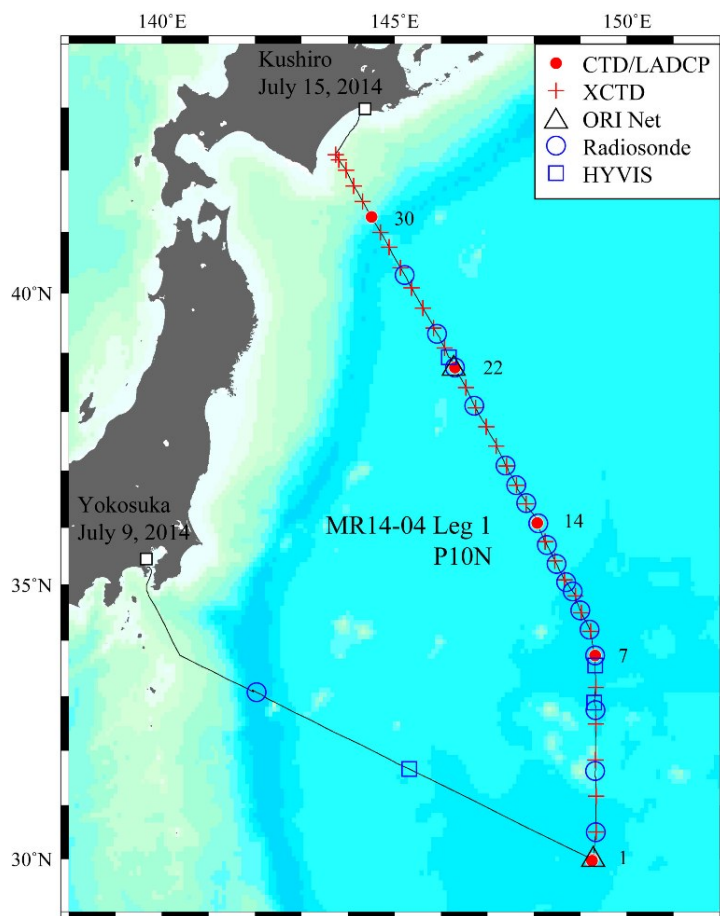 140°E
145°E
150°E
Kushiro
July 15, 2014
CTD/LADCP
XCTD
ORI Net
Radiosonde
HYVIS
30
40°N
22
Yokosuka
July 9, 2014
MR14-04 Leg 1
P10N
14
35°N
7
30°N
1